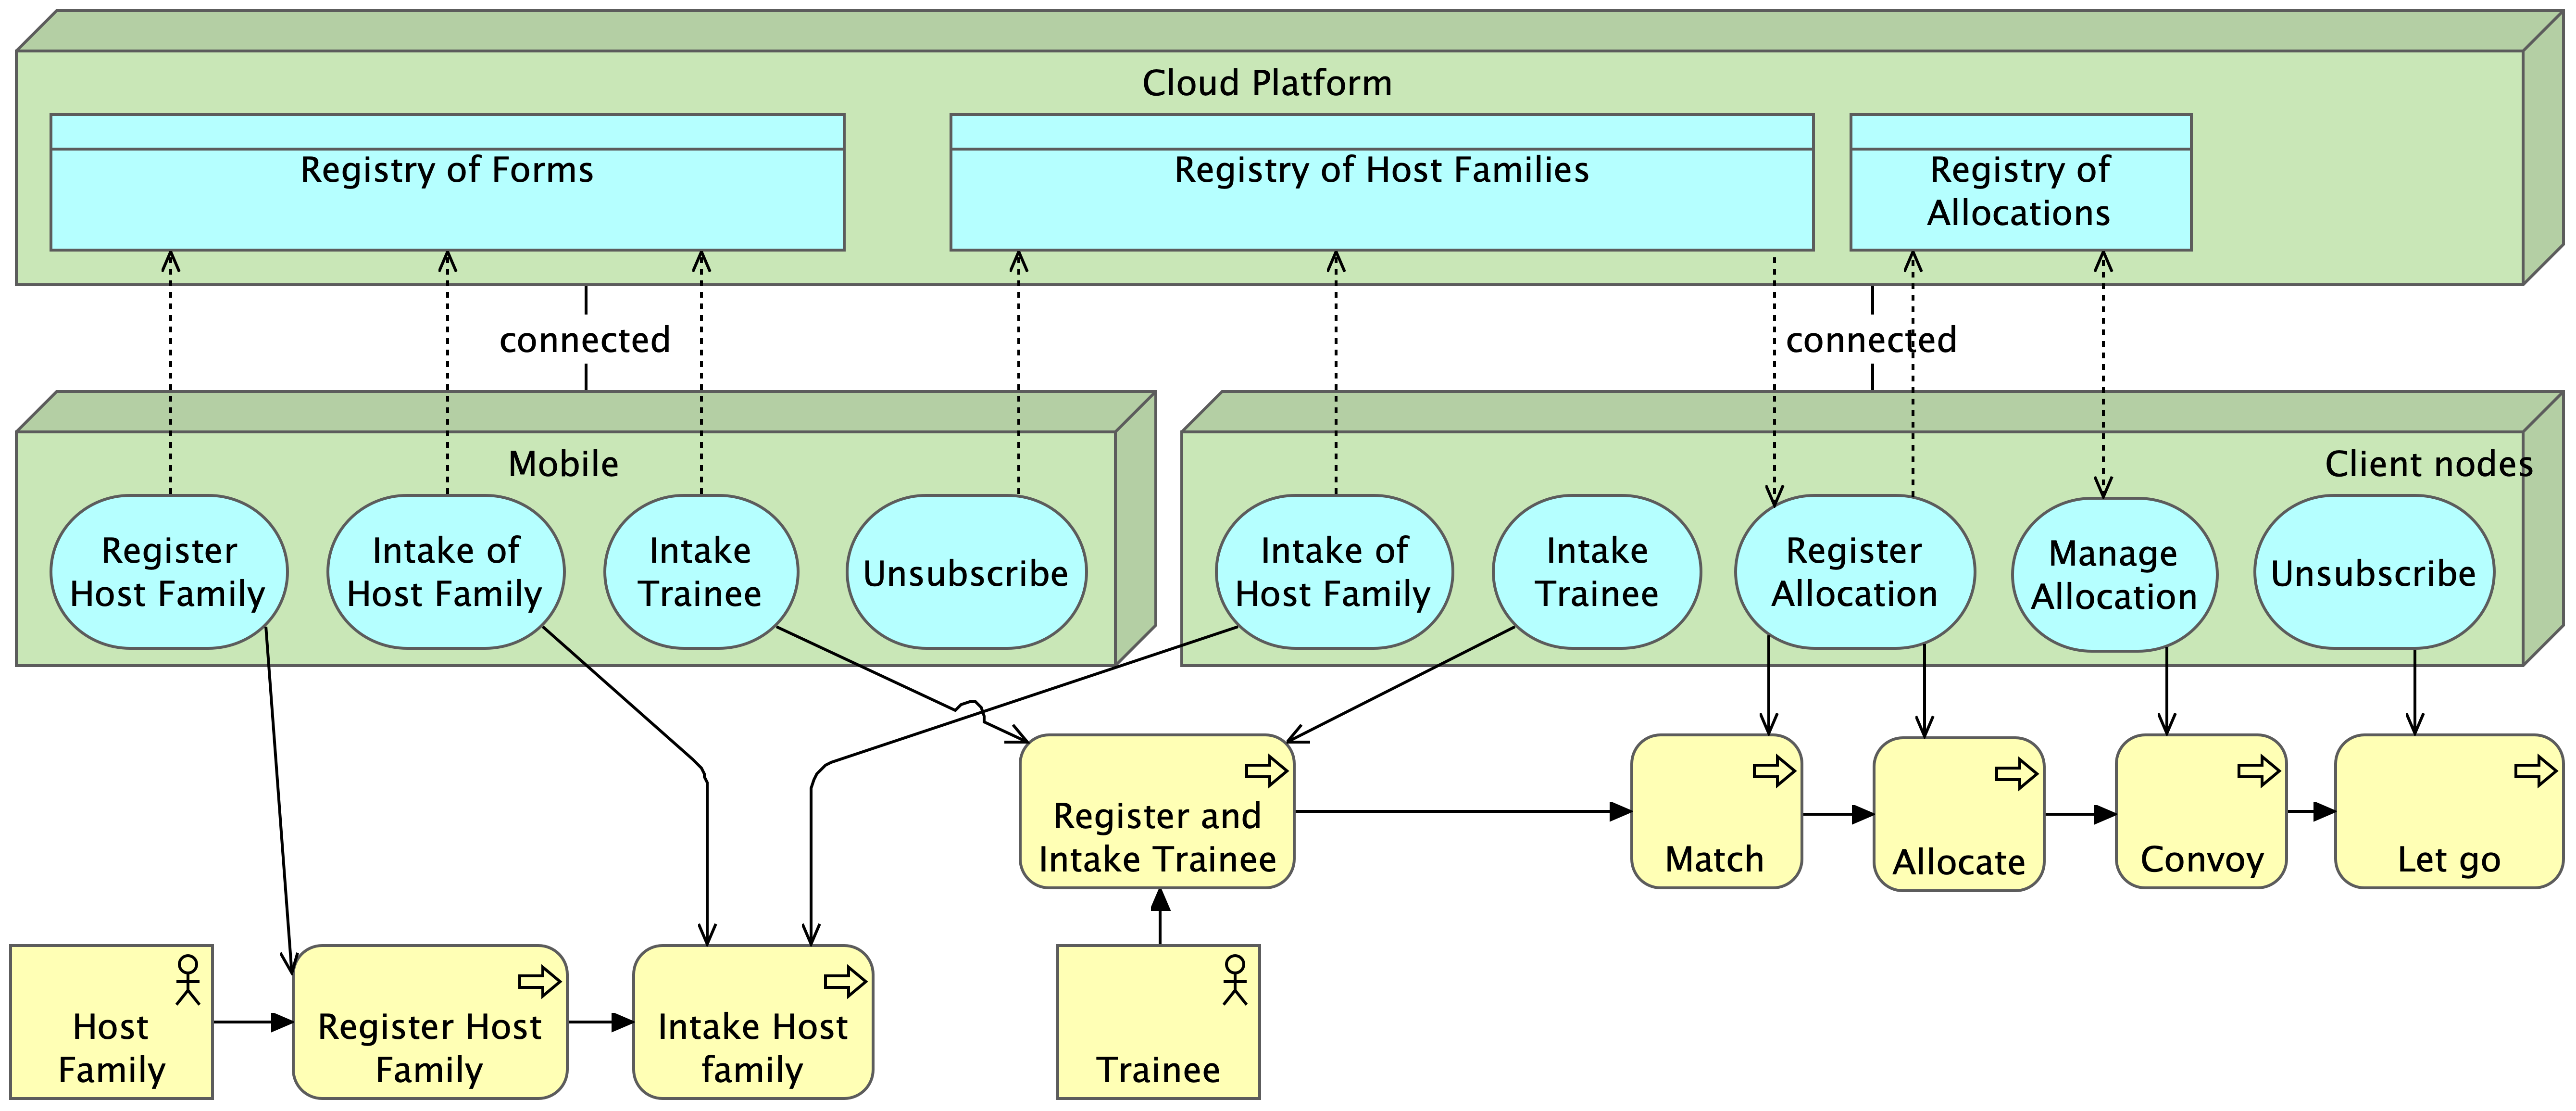 Cloud Platform
Registry of Forms
Registry of Host Families
Registry of
Allocations
connected
connected
Mobile
Client nodes
Register
Host Family
Intake of
Host Family
Intake
Trainee
Unsubscribe
Intake of
Host Family
Intake
Trainee
Register
Allocation
Manage
Allocation
Unsubscribe
Register and
Intake Trainee
Match
Allocate
Convoy
Let go
Host
Family
Register Host
Family
Intake Host
family
Trainee